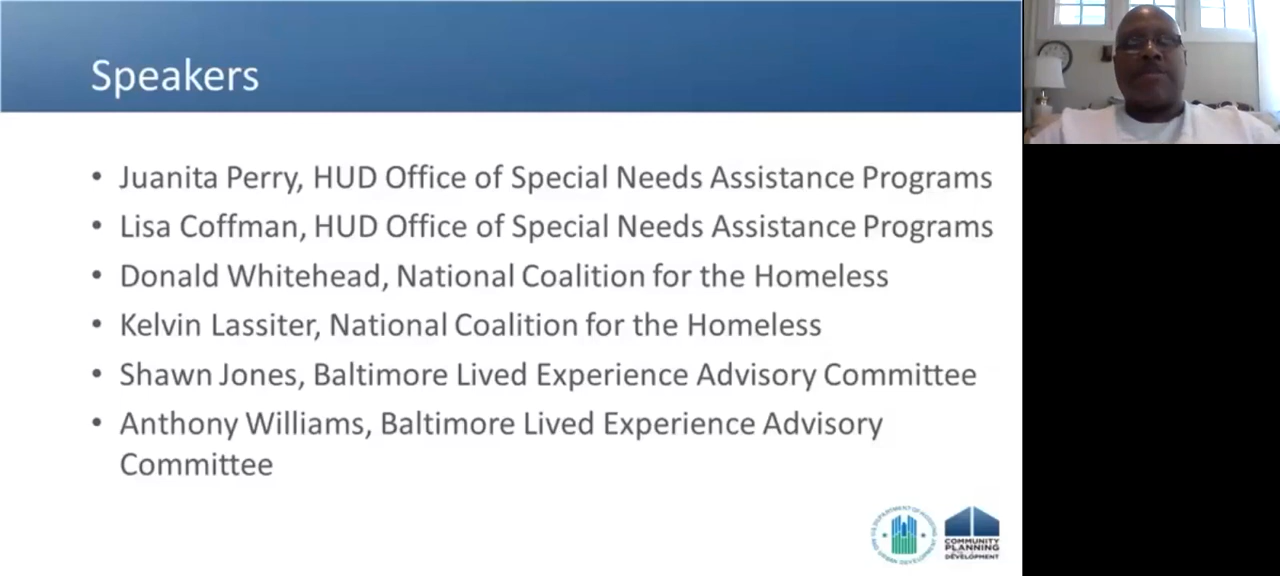 Speakers
• Juanita Perry, HUD Office of Special Needs Assistance Programs
• Lisa Coffman, HUD Office of Special Needs Assistance Programs
• Donald Whitehead, National Coalition for the Homeless
• Kelvin Lassiter, National Coalition for the Homeless
• Shawn Jones, Baltimore Lived Experience Advisory Committee
• Anthony Williams, Baltimore Lived Experience Advisory
Committee
COMMUNITY
PLANNING
DEVELOPMENT